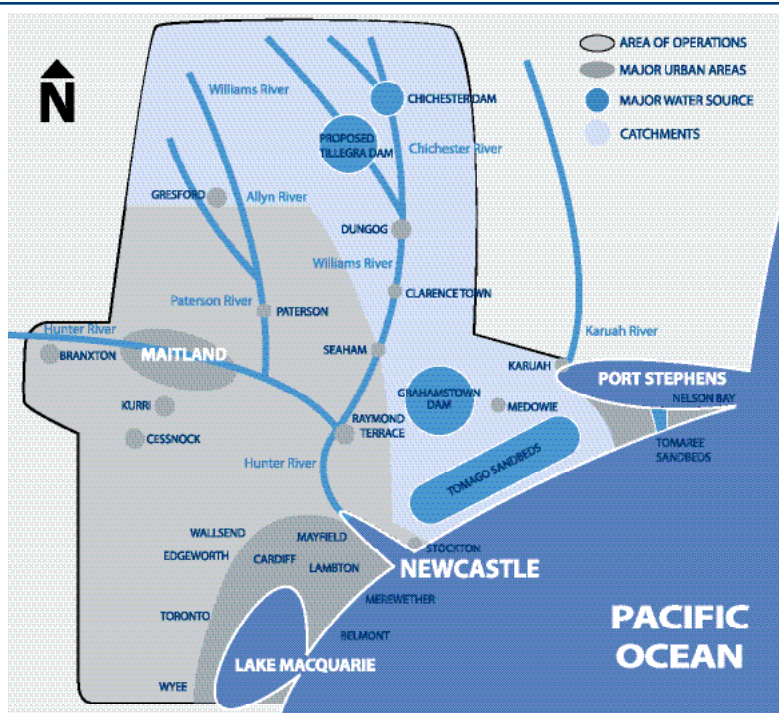 AREA OF OPERATIONS
MAJOR URBAN AREAS
MAJOR WATER SOURCE
CATCHMENTS
N
Williams River
CHICHESTER DAM
PROPOSED
TILLEGRA DAM
Chichester River
GRESFORD
Allyn River
DUNGOG
Williams River
CLARENCE TOWN
Paterson River
PATERSON
Hunter River
Karuah River
BRANXTON
MAITLAND
SEAHAM
KARUAH
PORT STEPHENS
KURRI
GRAHAMSTOWN
DAM
MEDOWIE
NELSON BAY
CESSNOCK
RAYMOND
TERRACE
TOMAREE
SANDBEDS
Hunter River
TOMAGO SANDBEDS
WALLSEND
MAYFIELD
STOCKTON
EDGEWORTH
CARDIFF
LAMBTON
NEWCASTLE
MEREWETHER
TORONTO
BELMONT
PACIFIC
OCEAN
LAKE MACQUARIE
WYEE